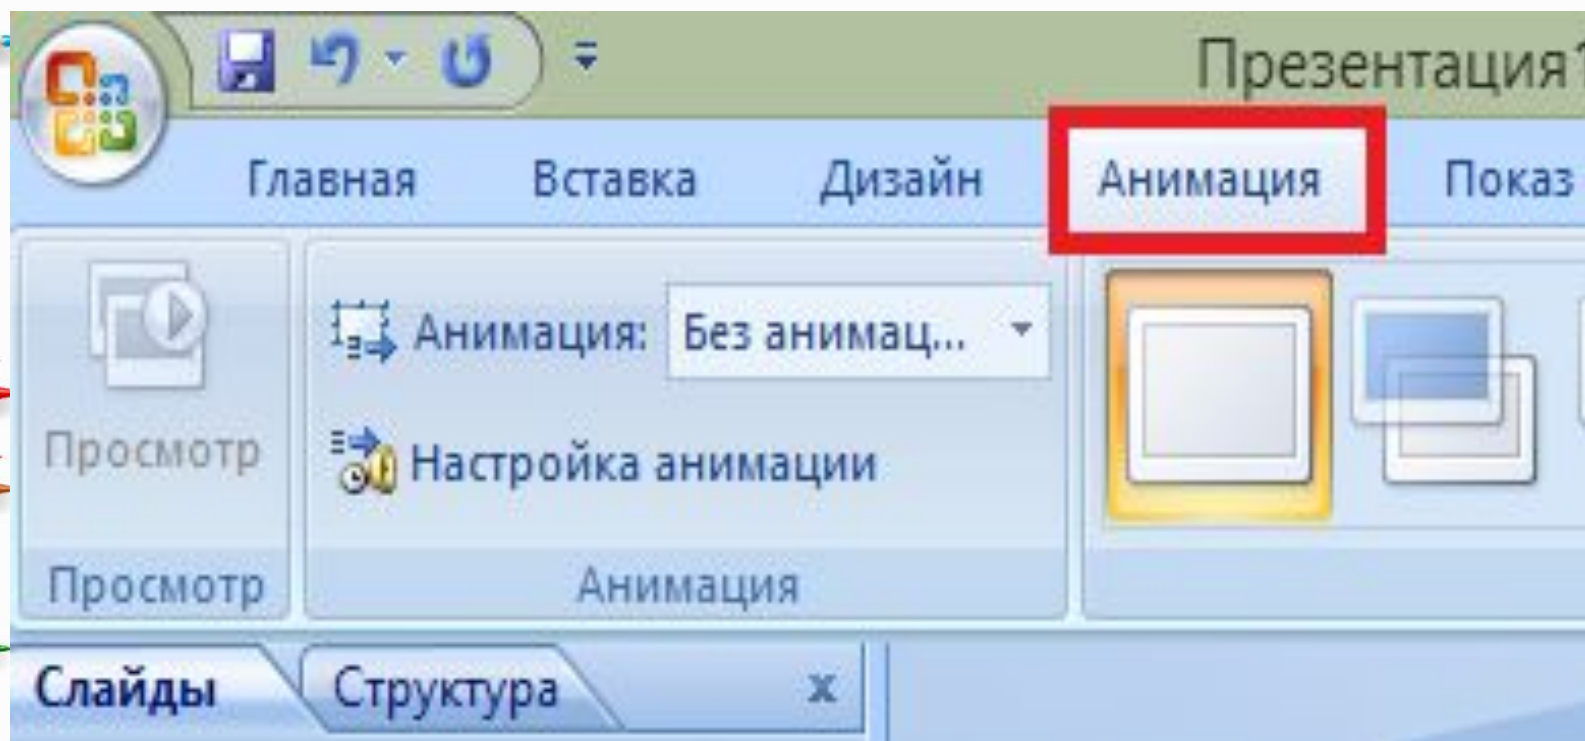 Презентация1
Главная Вставка Дизайн Анимация Показ
Анимация: Без анимац...
Просмотр Настройка анимации
Просмотр Анимация
Слайды Структура x